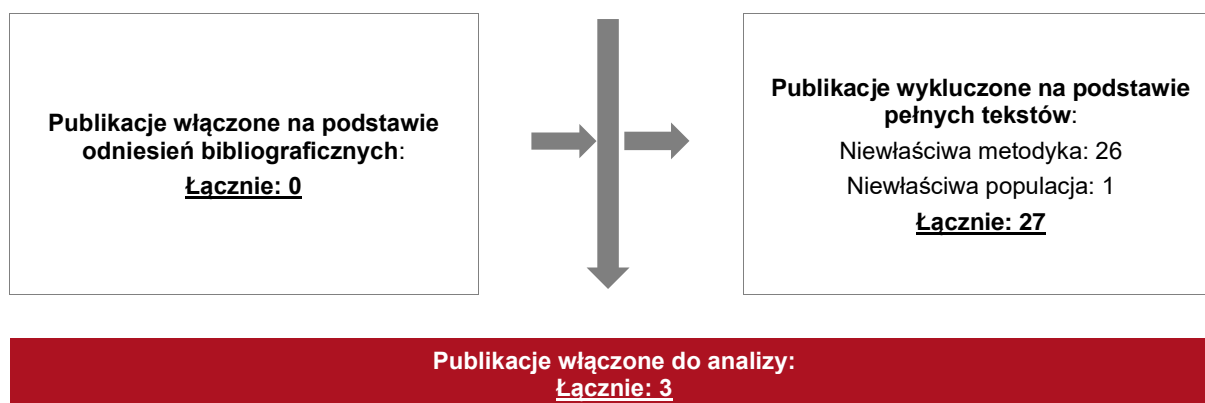 Publikacje włączone na podstawie
odniesień bibliograficznych:
Łącznie: 0
Publikacje wykluczone na podstawie
pełnych tekstów:
Niewłaściwa metodyka: 26
Niewłaściwa populacja: 1
Łącznie: 27
Publikacje włączone do analizy:
Łącznie: 3